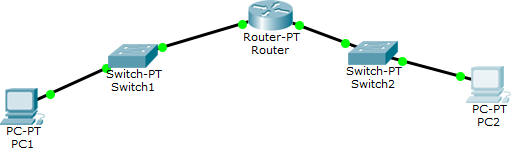 Router-PT
Router
Switch-PT
Switch1
Switch-PT
Switch2
PC-PT
PC1
PC-PT
PC2